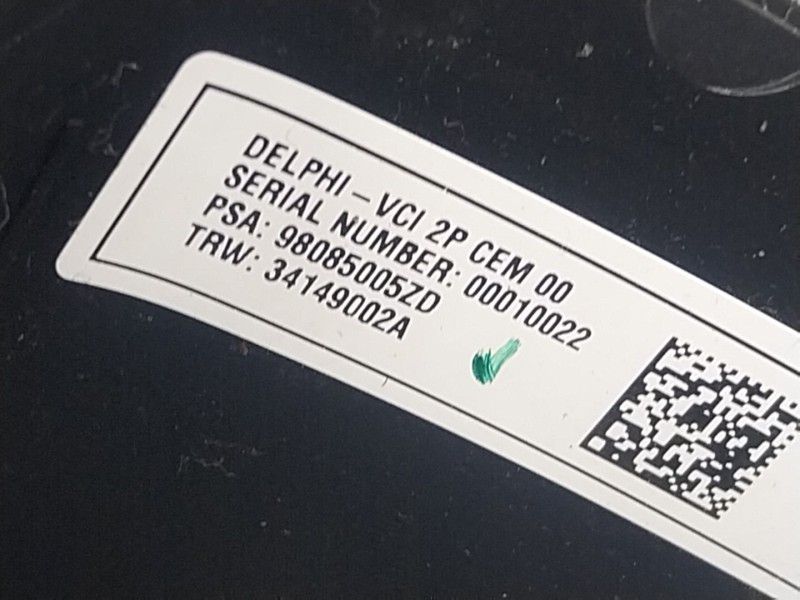 DELPHI – VCI 2P CEM 00
SERIAL NUMBER: 00010022
PSA: 98085005ZD
TRW: 34149002A